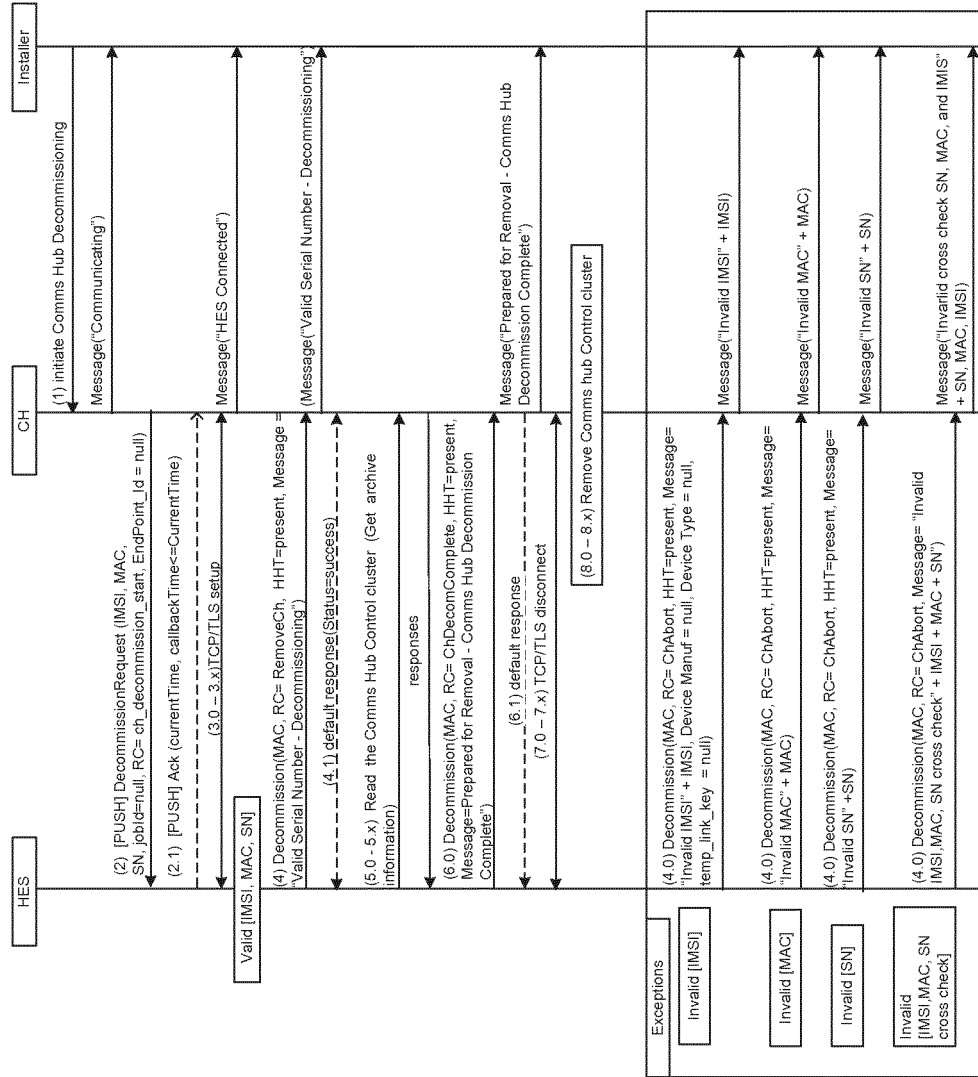 HES
CH
Installer
(1) initiate Comms Hub Decommissioning
Message("Communicating")
(2) [PUSH] DecommissionRequest (IMSI, MAC,
SN, jobId=null, RC= ch_decommission_start, EndPoint_Id = null)
(2.1) [PUSH] Ack (currentTime, callbackTime<=CurrentTime)
(3.0 – 3.x)TCP/TLS setup
Message("HES Connected")
Valid [IMSI, MAC, SN]
(4) Decommission(MAC, RC= RemoveCh, HHT=present, Message =
"Valid Serial Number - Decommissioning")
(Message("Valid Serial Number - Decommissioning")
(4.1) default response(Status=success)
(5.0 - 5.x) Read the Comms Hub Control cluster (Get archive
information)
responses
(6.0) Decommission(MAC, RC= ChDecomComplete, HHT=present,
Message=Prepared for Removal - Comms Hub Decommission
Complete")
Message("Prepared for Removal - Comms Hub
Decommission Complete")
(6.1) default response
(7.0 – 7.x) TCP/TLS disconnect
(8.0 – 8.x) Remove Comms hub Control cluster
Exceptions
Invalid [IMSI]
(4.0) Decommission(MAC, RC= ChAbort, HHT=present, Message=
"Invalid IMSI" + IMSI, Device Manuf = null, Device Type = null,
temp_link_key = null)
Message("Invalid IMSI" + IMSI)
Invalid [MAC]
(4.0) Decommission(MAC, RC= ChAbort, HHT=present, Message=
"Invalid MAC" + MAC)
Message("Invalid MAC" + MAC)
Invalid [SN]
(4.0) Decommission(MAC, RC= ChAbort, HHT=present, Message=
"Invalid SN" +SN)
Message("Invalid SN" + SN)
Invalid
[IMSI,MAC, SN
cross check]
(4.0) Decommission(MAC, RC= ChAbort, Message= "Invalid
IMSI,MAC, SN cross check" + IMSI + MAC + SN")
Message("Invarlid cross check SN, MAC, and IMIS"
+ SN, MAC, IMSI)